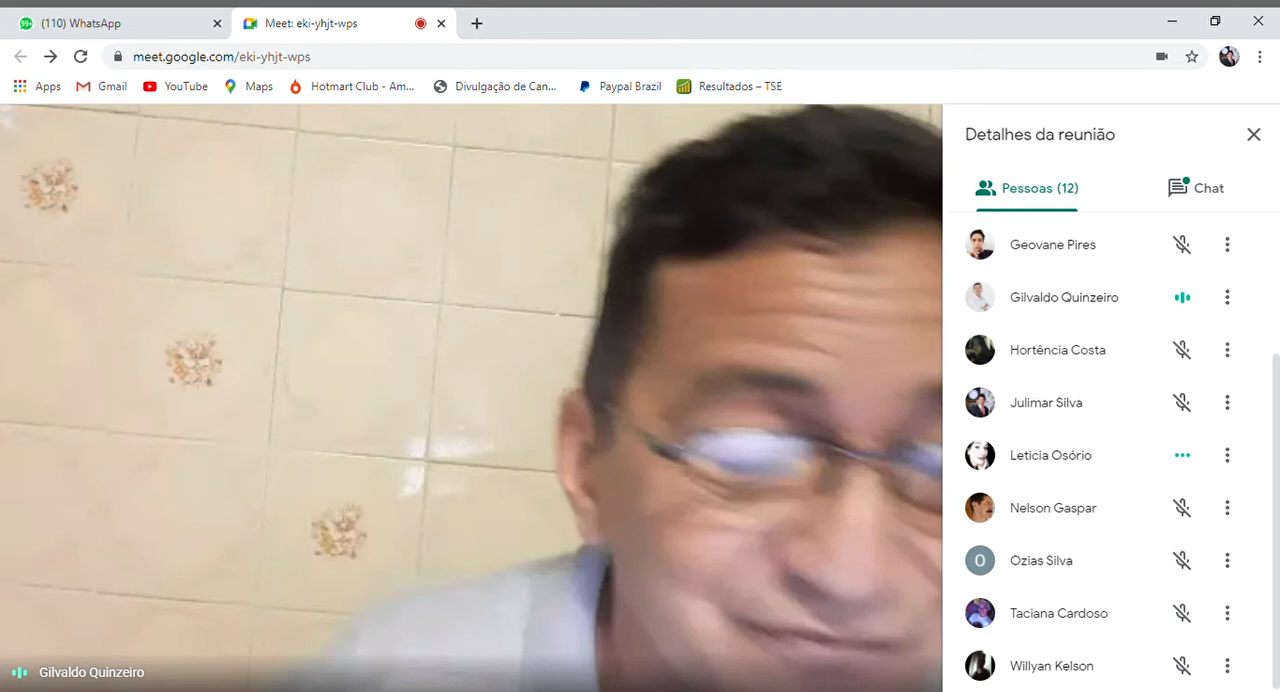 99+ (110) WhatsApp
Meet: eki-yhjt-wps
meet.google.com/eki-yhjt-wps
Apps Gmail YouTube Maps Hotmart Club - Am... Divulgação de Can... Paypal Brazil Resultados – TSE
Detalhes da reunião
Pessoas (12) Chat
Geovane Pires
Gilvaldo Quinzeiro
Hortência Costa
Julimar Silva
Leticia Osório
Nelson Gaspar
O Ozias Silva
Taciana Cardoso
Willyan Kelson
Gilvaldo Quinzeiro